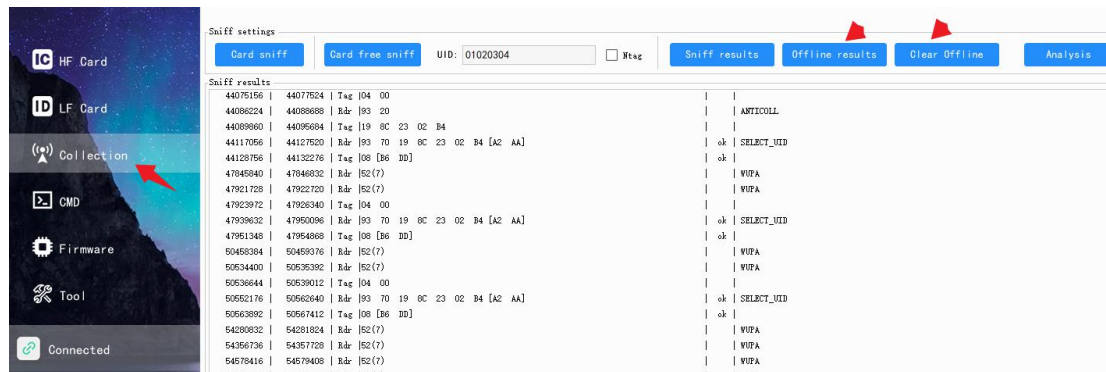 IC HF Card
ID LF Card
Collection
CMD
Firmware
Tool
Connected
Sniff settings
Card sniff Card free sniff UID: 01020304 Ntag Sniff results Offline results Clear Offline Analysis
Sniff results
44075156 | 44077524 | Tag |04 00 | |
44086224 | 44088688 | Rdr |93 20 | | ANTICOLL
44089860 | 44095684 | Tag |19 8C 23 02 B4 | |
44117056 | 44127520 | Rdr |93 70 19 8C 23 02 B4 [A2 AA] | ok | SELECT_UID
44128756 | 44132276 | Tag |08 [B6 DD] | ok |
47845840 | 47846832 | Rdr |52(7) | | WUPA
47921728 | 47922720 | Rdr |52(7) | | WUPA
47923972 | 47926340 | Tag |04 00 | |
47939632 | 47950096 | Rdr |93 70 19 8C 23 02 B4 [A2 AA] | ok | SELECT_UID
47951348 | 47954868 | Tag |08 [B6 DD] | ok |
50458384 | 50459376 | Rdr |52(7) | | WUPA
50534400 | 50535392 | Rdr |52(7) | | WUPA
50536644 | 50539012 | Tag |04 00 | |
50552176 | 50562640 | Rdr |93 70 19 8C 23 02 B4 [A2 AA] | ok | SELECT_UID
50563892 | 50567412 | Tag |08 [B6 DD] | ok |
54280832 | 54281824 | Rdr |52(7) | | WUPA
54356736 | 54357728 | Rdr |52(7) | | WUPA
54578416 | 54579408 | Rdr |52(7) | | WUPA